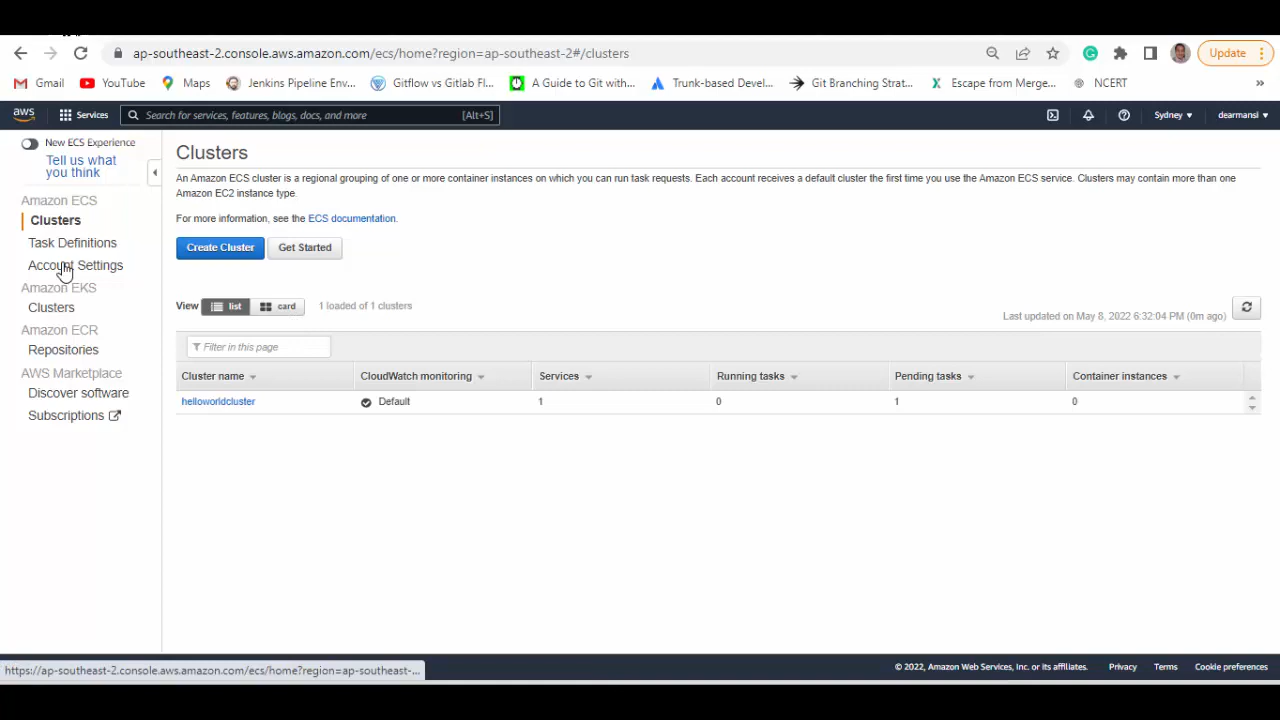 ap-southeast-2.console.aws.amazon.com/ecs/home?region=ap-southeast-2#/clusters
Update
Gmail
YouTube
Maps
Jenkins Pipeline Env...
Gitflow vs Gitlab Fl...
A Guide to Git with...
Trunk-based Devel...
Git Branching Strat...
Escape from Merge...
NCERT
»
aws
Services
Search for services, features, blogs, docs, and more
[Alt+S]
Sydney
dearmansi
New ECS Experience
Tell us what
you think
Amazon ECS
Clusters
Task Definitions
Account Settings
Amazon EKS
Clusters
Amazon ECR
Repositories
AWS Marketplace
Discover software
Subscriptions
Clusters
An Amazon ECS cluster is a regional grouping of one or more container instances on which you can run task requests. Each account receives a default cluster the first time you use the Amazon ECS service. Clusters may contain more than one
Amazon EC2 instance type.
For more information, see the ECS documentation.
Create Cluster
Get Started
View
list
card
1 loaded of 1 clusters
Last updated on May 8, 2022 6:32:04 PM (0m ago)
Filter in this page
Cluster name
CloudWatch monitoring
Services
Running tasks
Pending tasks
Container instances
helloworldcluster
Default
1
0
1
0
https://ap-southeast-2.console.aws.amazon.com/ecs/home?region=ap-southeast-...
© 2022, Amazon Web Services, Inc. or its affiliates.
Privacy
Terms
Cookie preferences